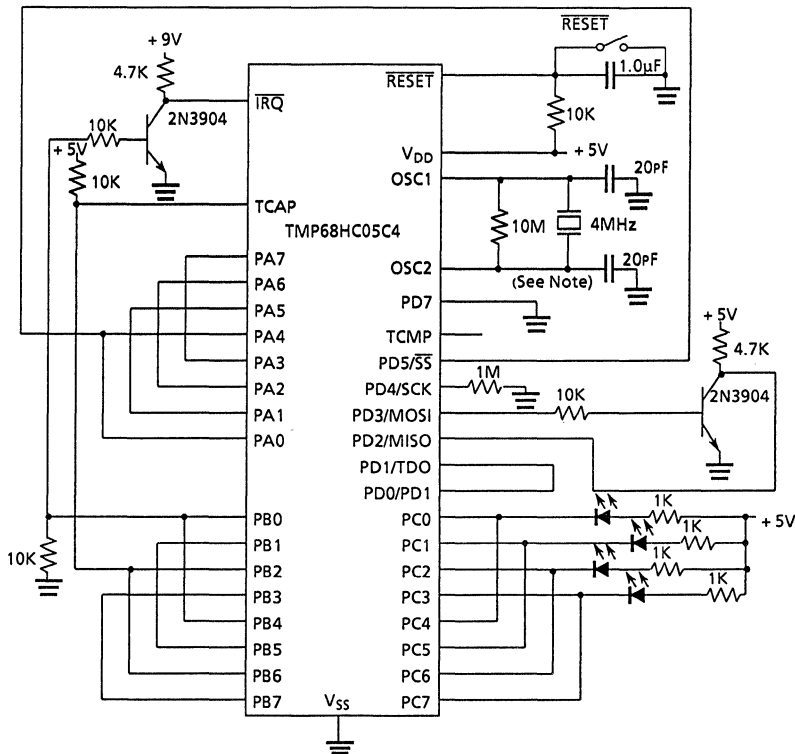 RESET
+ 9V
4.7K
RESET
1.0μF
IRQ
2N3904
10K
10K
+ 5V
VDD
+ 5V
10K
OSC1
20PF
TCAP
TMP68HC05C4
10M
4MHz
PA7
OSC2
20PF
(See Note)
PA6
PD7
PA5
+ 5V
PA4
TCMP
4.7K
PA3
PD5/SS
1M
PA2
PD4/SCK
10K
2N3904
PA1
PD3/MOSI
PA0
PD2/MISO
PD1/TDO
PD0/PD1
1K
PB0
PC0
+ 5V
1K
PB1
PC1
10K
1K
PB2
PC2
1K
PB3
PC3
PB4
PC4
PB5
PC5
PB6
PC6
PB7
VSS
PC7